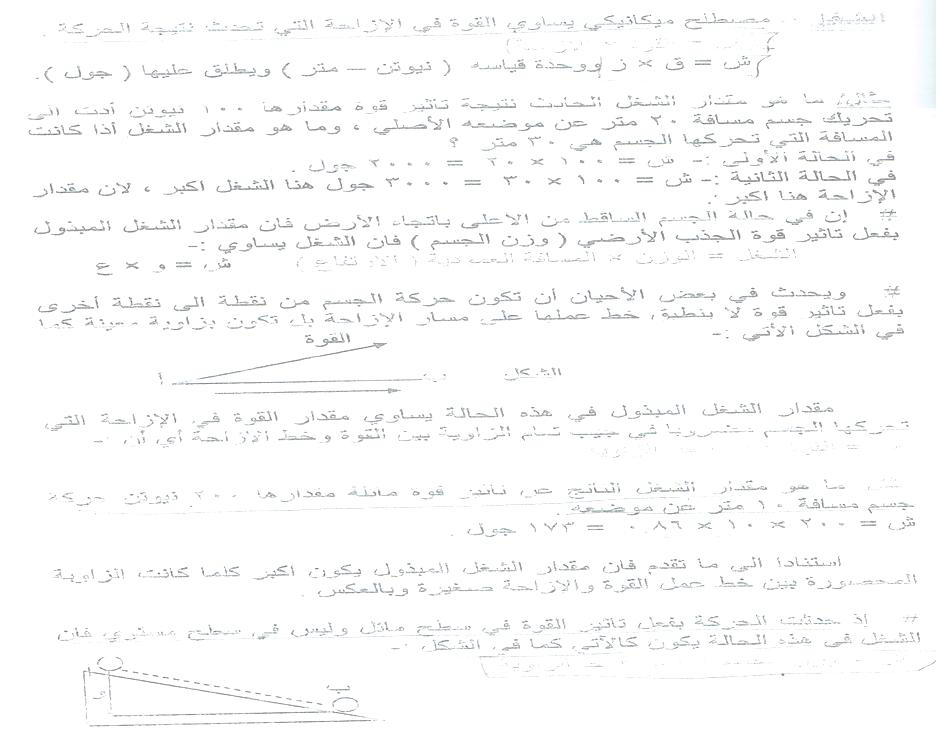 الشغل .. مصطلح ميكانيكي يساوي القوة في الإزاحة التي تحدث نتيجة الحركة .
ش = ق × ز ووحدة قياسه ( نيوتن – متر ) ويطلق عليها ( جول ).
مثال/ ما هو مقدار الشغل الحادث نتيجة تأثير قوة مقدارها ١٠٠ نيوتن أدت الى
تحريك جسم مسافة ٢٠ متر عن موضعه الأصلي ، وما هو مقدار الشغل أذا كانت
المسافة التي تحركها الجسم هي ٣٠ متر ؟
في الحالة الأولى :- ش = ١٠٠ × ٢٠ = ٢٠٠٠ جول .
في الحالة الثانية :- ش = ١٠٠ × ٣٠ = ٣٠٠٠ جول هنا الشغل اكبر ، لان مقدار
الإزاحة هنا اكبر .
# إن في حالة الجسم الساقط من الاعلى باتجاه الأرض فان مقدار الشغل المبذول
بفعل تاثير قوة الجذب الأرضي ( وزن الجسم ) فان الشغل يساوي :-
الشغل = الوزن × المسافة العمودية ( الارتفاع ) ش = و × ع
# ويحدث في بعض الأحيان أن تكون حركة الجسم من نقطة الى نقطة أخرى
بفعل تاثير قوة لا ينطبق خط عملها على مسار الإزاحة بل تكون بزاوية معينة كما
في الشكل الأتي :-
القوة
أ ب الشكل
مقدار الشغل المبذول في هذه الحالة يساوي مقدار القوة في الإزاحة التي
تحركها الجسم مضروبا في جيب تمام الزاوية بين القوة وخط الازاحة أي أن :-
ما هو مقدار الشغل الناتج عن تاثير قوة مائلة مقدارها ٢٠٠ نيوتن حركة
جسم مسافة ١٠ متر عن موضعه .
ش = ٢٠٠ × ١٠ × ٠.٨٦ = ١٧٣ جول .
استنادا الى ما تقدم فان مقدار الشغل المبذول يكون اكبر كلما كانت الزاوية
المحصورة بين خط عمل القوة والإزاحة صغيرة وبالعكس .
# إذ حدثت الحركة بفعل تاثير القوة في سطح مائل وليس في سطح مستوي فان
الشغل في هذه الحالة يكون كالآتي كما في الشكل :-
ب